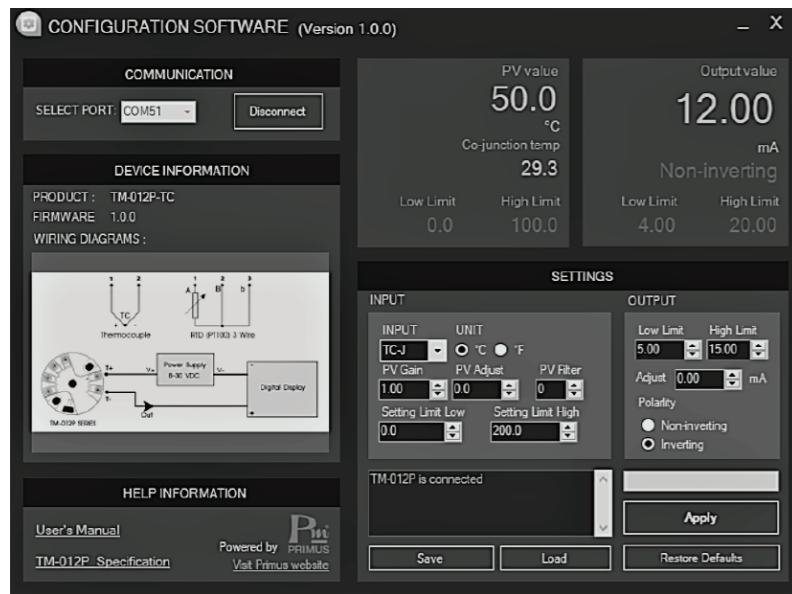 CONFIGURATION SOFTWARE (Version 1.0.0)
_ X
COMMUNICATION
SELECT PORT: COM51
Disconnect
DEVICE INFORMATION
PRODUCT : TM-012P-TC
FIRMWARE 1.0.0
WIRING DIAGRAMS :
1 2
TC
- +
Thermocouple
1 2 3
A B b
RTD (PT100) 3 Wire
T+
T-
V+
Power Supply
8-30 VDC
V-
Out
-
Digital Display
+
TM-012P SERIES
HELP INFORMATION
User's Manual
TM-012P Specification
Powered by
Pm
PRIMUS
Visit Primus website
PV value
50.0
°C
Co-junction temp
29.3
Low Limit High Limit
0.0 100.0
Output value
12.00
mA
Non-inverting
Low Limit High Limit
4.00 20.00
SETTINGS
INPUT
INPUT UNIT
TC-J °C °F
PV Gain PV Adjust PV Filter
1.00 0.0 0
Setting Limit Low Setting Limit High
0.0 200.0
OUTPUT
Low Limit High Limit
5.00 15.00
Adjust 0.00 mA
Polarity
Non-inverting
Inverting
TM-012P is connected
Save
Load
Apply
Restore Defaults